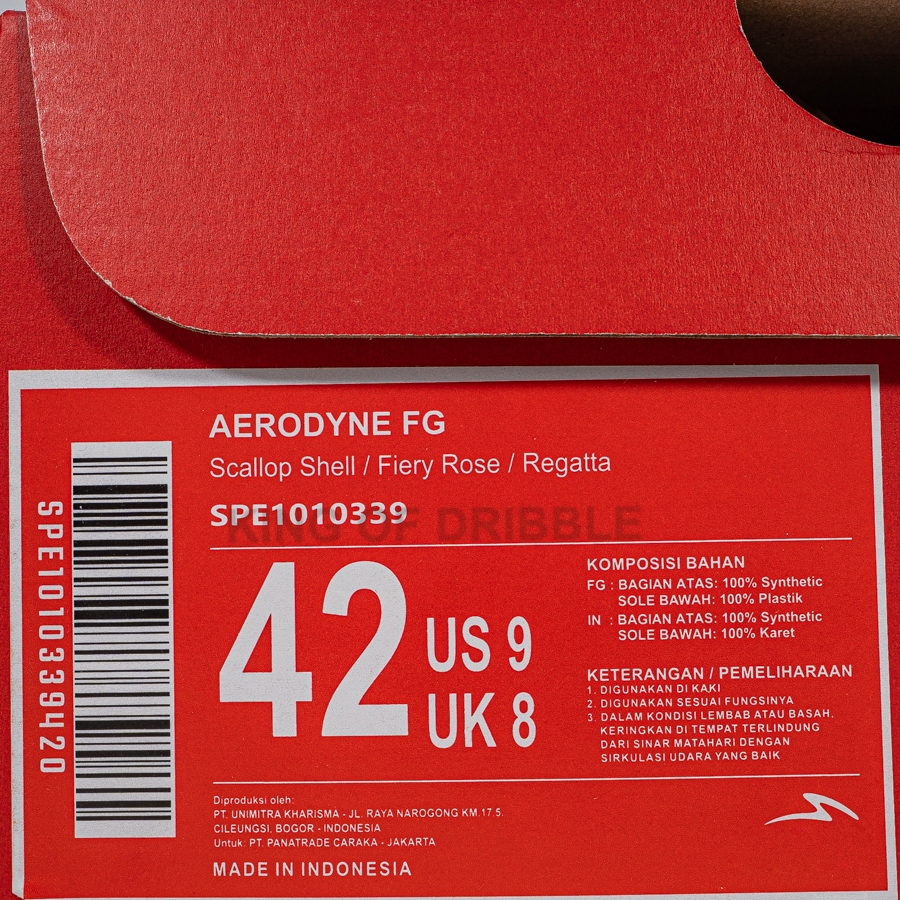 AERODYNE FG
Scallop Shell / Fiery Rose / Regatta
SPE1010339
KING OF DRIBBLE
SPE1010339420
42
US 9
UK 8
KOMPOSISI BAHAN
FG : BAGIAN ATAS: 100% Synthetic
SOLE BAWAH: 100% Plastik
IN : BAGIAN ATAS: 100% Synthetic
SOLE BAWAH: 100% Karet
KETERANGAN / PEMELIHARAAN
1. DIGUNAKAN DI KAKI
2. DIGUNAKAN SESUAI FUNGSINYA
3. DALAM KONDISI LEMBAB ATAU BASAH,
KERINGKAN DI TEMPAT TERLINDUNG
DARI SINAR MATAHARI DENGAN
SIRKULASI UDARA YANG BAIK
Diproduksi oleh:
PT. UNIMITRA KHARISMA - JL. RAYA NAROGONG KM.17.5.
CILEUNGSI, BOGOR - INDONESIA
Untuk: PT. PANATRADE CARAKA - JAKARTA
MADE IN INDONESIA